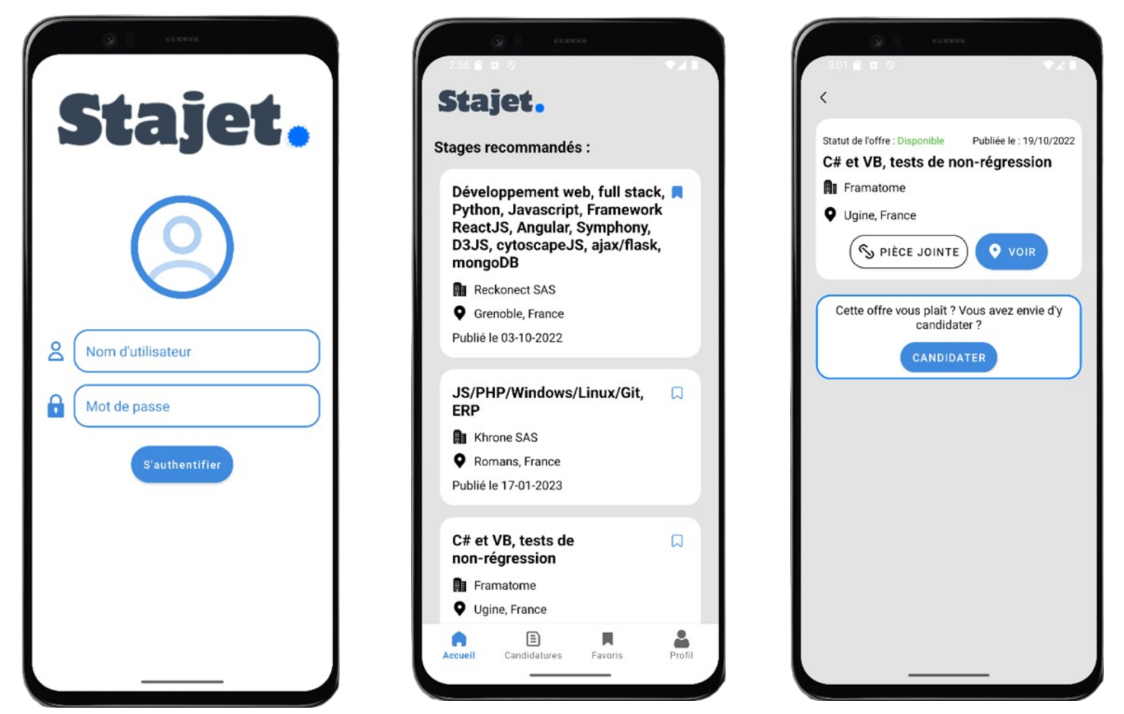 Stajet.
Nom d'utilisateur
Mot de passe
S'authentifier
2:56
Stajet.
Stages recommandés :
Développement web, full stack,
Python, Javascript, Framework
ReactJS, Angular, Symphony,
D3JS, cytoscapeJS, ajax/flask,
mongoDB
Reckonect SAS
Grenoble, France
Publié le 03-10-2022
JS/PHP/Windows/Linux/Git,
ERP
Khrone SAS
Romans, France
Publié le 17-01-2023
C# et VB, tests de
non-régression
Framatome
Ugine, France
Accueil Candidatures Favoris Profil
3:01
Statut de l'offre : Disponible Publiée le : 19/10/2022
C# et VB, tests de non-régression
Framatome
Ugine, France
PIÈCE JOINTE VOIR
Cette offre vous plaît ? Vous avez envie d'y
candidater ?
CANDIDATER